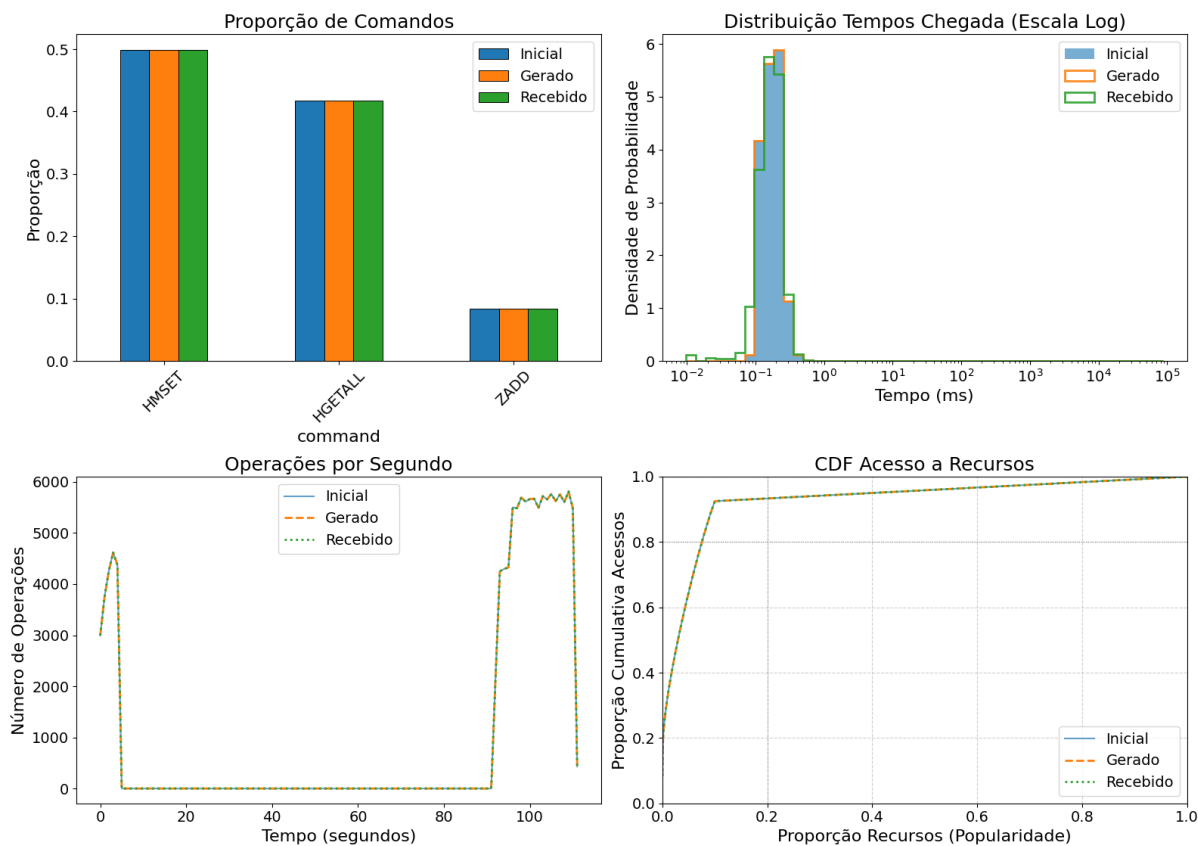 Proporção de Comandos
Proporção
0.5
0.4
0.3
0.2
0.1
0.0
Inicial
Gerado
Recebido
HMSET
HGETALL
ZADD
command
Distribuição Tempos Chegada (Escala Log)
Densidade de Probabilidade
6
5
4
3
2
1
0
Inicial
Gerado
Recebido
10⁻² 10⁻¹ 10⁰ 10¹ 10² 10³ 10⁴ 10⁵
Tempo (ms)
Operações por Segundo
Número de Operações
6000
5000
4000
3000
2000
1000
0
Inicial
Gerado
Recebido
0 20 40 60 80 100
Tempo (segundos)
CDF Acesso a Recursos
Proporção Cumulativa Acessos
1.0
0.8
0.6
0.4
0.2
0.0
Inicial
Gerado
Recebido
0.0 0.2 0.4 0.6 0.8 1.0
Proporção Recursos (Popularidade)